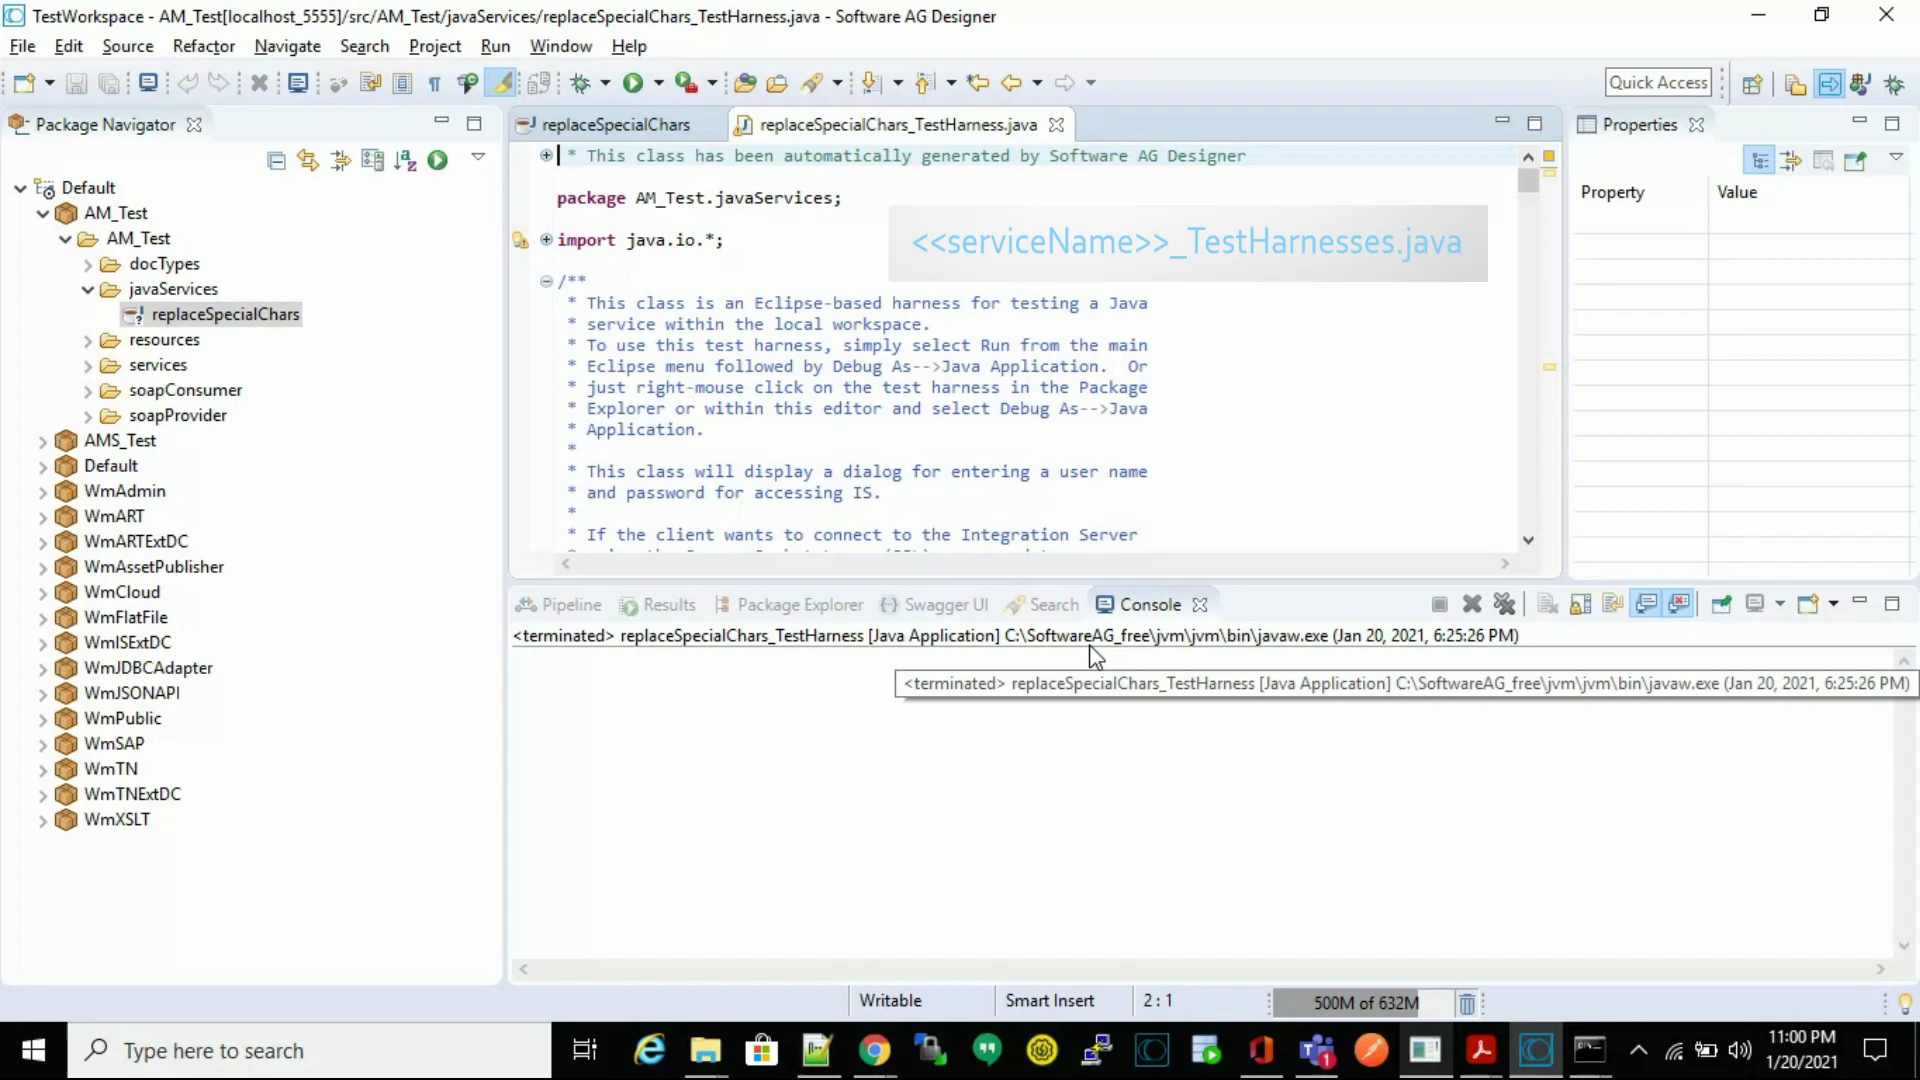 TestWorkspace - AM_Test[localhost_5555]/src/AM_Test/javaServices/replaceSpecialChars_TestHarness.java - Software AG Designer
File Edit Source Refactor Navigate Search Project Run Window Help
Quick Access
Package Navigator
replaceSpecialChars
replaceSpecialChars_TestHarness.java
Properties
Property Value
Default
AM_Test
AM_Test
docTypes
javaServices
replaceSpecialChars
resources
services
soapConsumer
soapProvider
AMS_Test
Default
WmAdmin
WmART
WmARTExtDC
WmAssetPublisher
WmCloud
WmFlatFile
WmISExtDC
WmJDBCAdapter
WmJSONAPI
WmPublic
WmSAP
WmTN
WmTNExtDC
WmXSLT
* This class has been automatically generated by Software AG Designer
package AM_Test.javaServices;
<<serviceName>>_TestHarnesses.java
import java.io.*;
/**
* This class is an Eclipse-based harness for testing a Java
* service within the local workspace.
* To use this test harness, simply select Run from the main
* Eclipse menu followed by Debug As-->Java Application. Or
* just right-mouse click on the test harness in the Package
* Explorer or within this editor and select Debug As-->Java
* Application.
*
* This class will display a dialog for entering a user name
* and password for accessing IS.
*
* If the client wants to connect to the Integration Server
Pipeline Results Package Explorer Swagger UI Search Console
<terminated> replaceSpecialChars_TestHarness [Java Application] C:\SoftwareAG_free\jvm\jvm\bin\javaw.exe (Jan 20, 2021, 6:25:26 PM)
<terminated> replaceSpecialChars_TestHarness [Java Application] C:\SoftwareAG_free\jvm\jvm\bin\javaw.exe (Jan 20, 2021, 6:25:26 PM)
Writable Smart Insert 2 : 1 500M of 632M
Type here to search
11:00 PM
1/20/2021